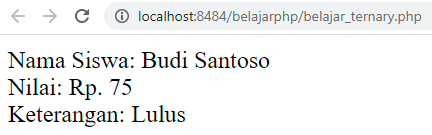 localhost:8484/belajarphp/belajar_ternary.php
Nama Siswa: Budi Santoso
Nilai: Rp. 75
Keterangan: Lulus